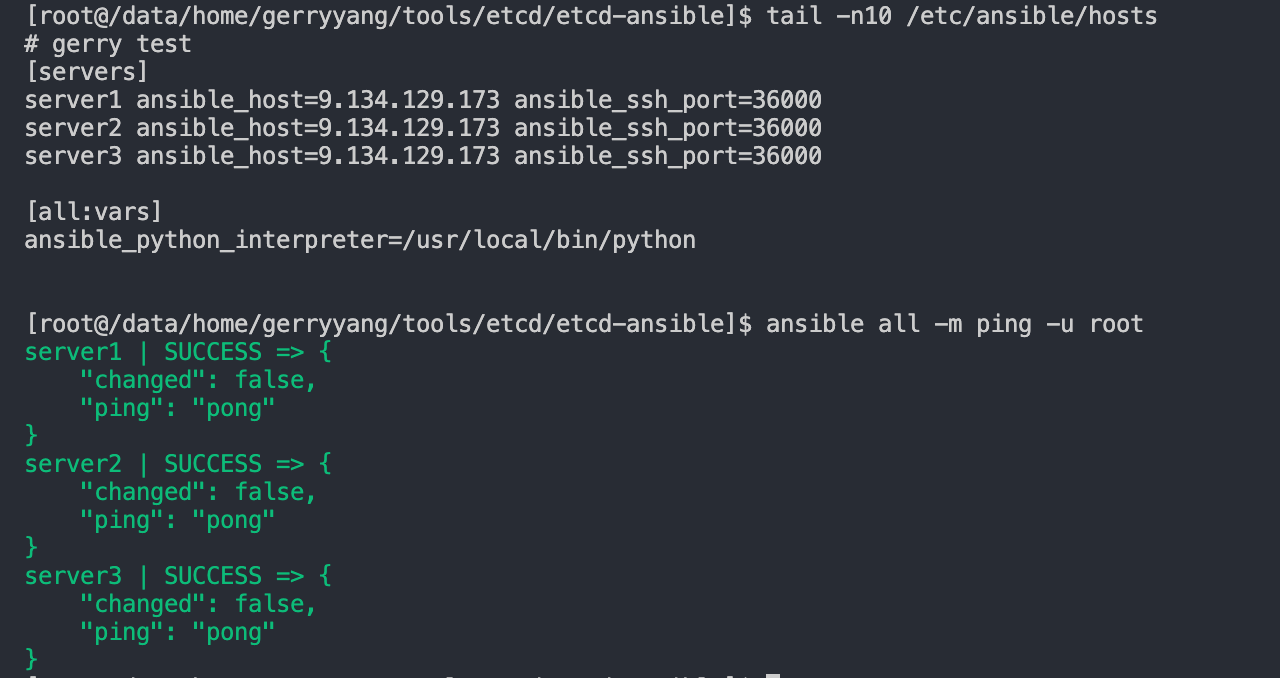 [root@/data/home/gerryyang/tools/etcd/etcd-ansible]$ tail -n10 /etc/ansible/hosts
# gerry test
[servers]
server1 ansible_host=9.134.129.173 ansible_ssh_port=36000
server2 ansible_host=9.134.129.173 ansible_ssh_port=36000
server3 ansible_host=9.134.129.173 ansible_ssh_port=36000
[all:vars]
ansible_python_interpreter=/usr/local/bin/python
[root@/data/home/gerryyang/tools/etcd/etcd-ansible]$ ansible all -m ping -u root
server1 | SUCCESS => {
    "changed": false,
    "ping": "pong"
}
server2 | SUCCESS => {
    "changed": false,
    "ping": "pong"
}
server3 | SUCCESS => {
    "changed": false,
    "ping": "pong"
}